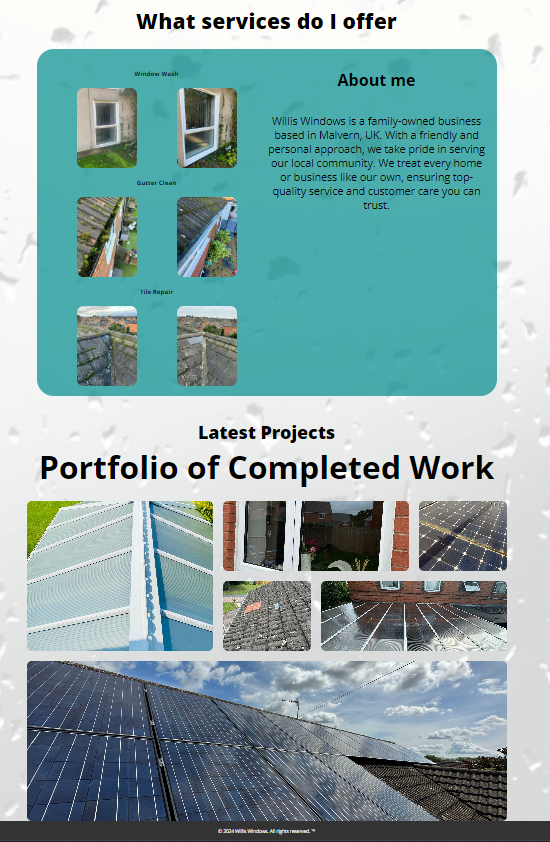 What services do I offer
Window Wash
Gutter Clean
Tile Repair
About me
Willis Windows is a family-owned business
based in Malvern, UK. With a friendly and
personal approach, we take pride in serving
our local community. We treat every home
or business like our own, ensuring top-
quality service and customer care you can
trust.
Latest Projects
Portfolio of Completed Work
© 2024 Willis Windows. All rights reserved. ™